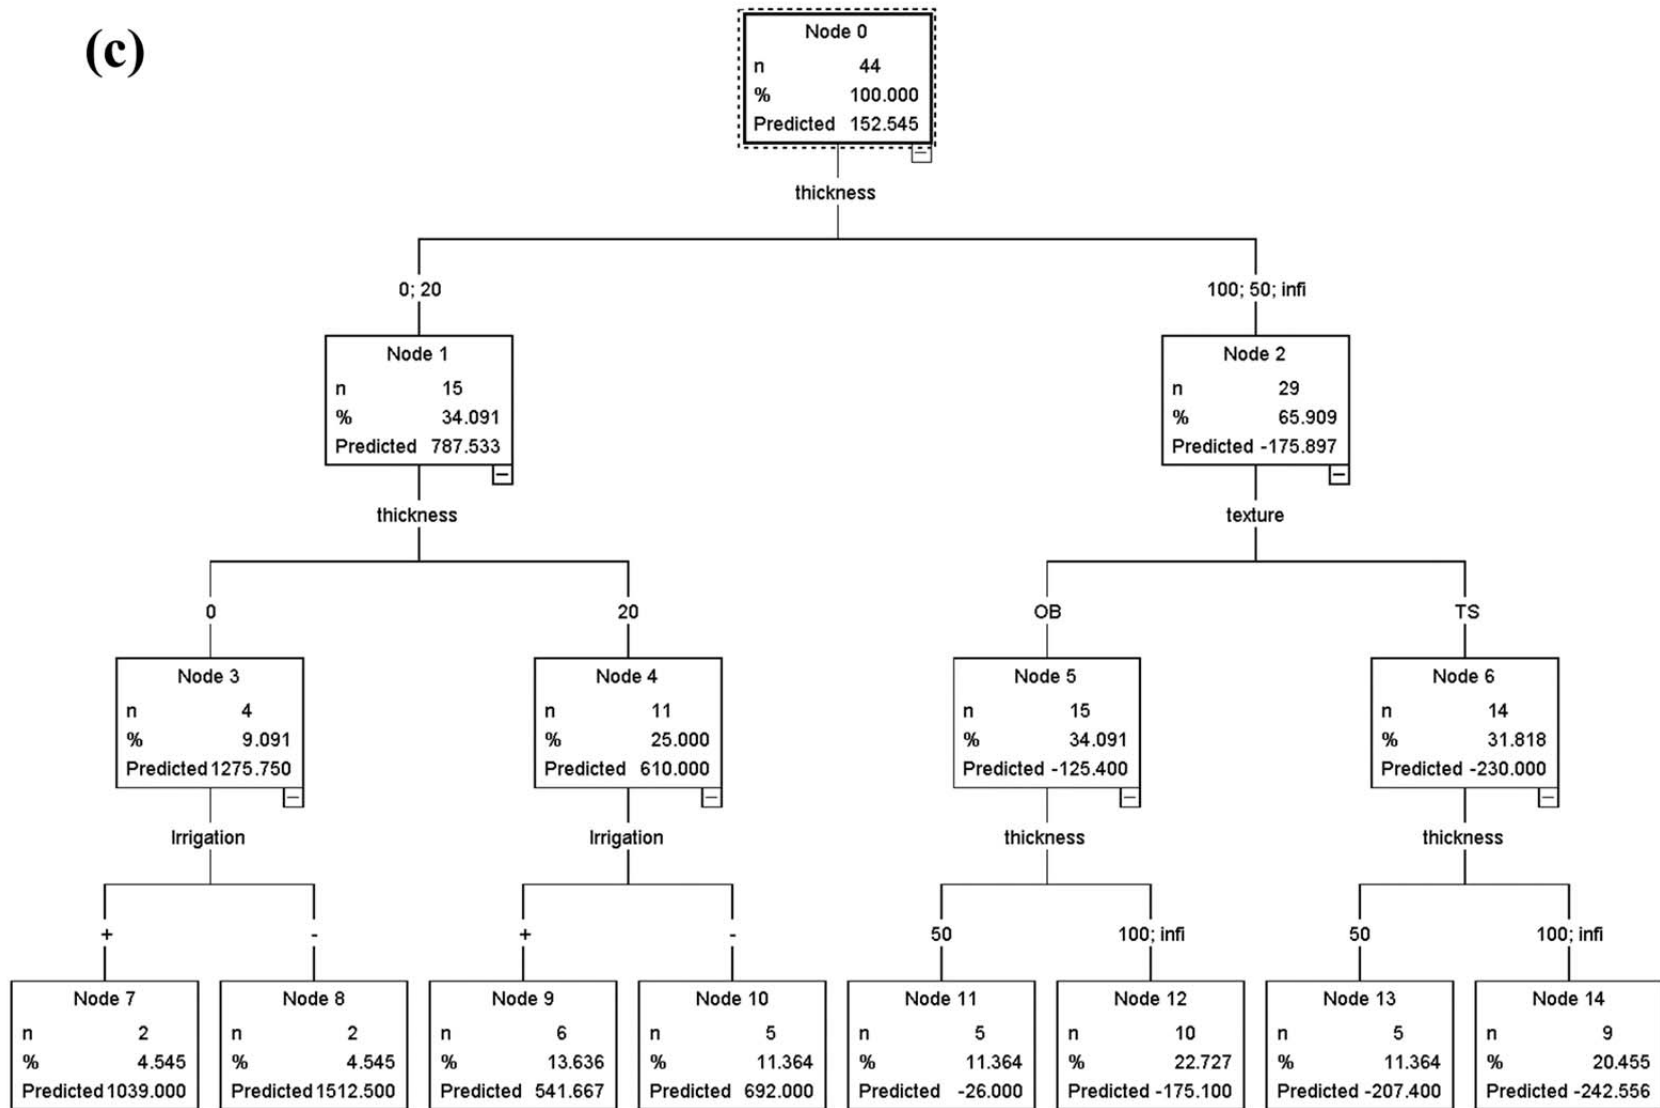 (c)
Node 0
n 44
% 100.000
Predicted 152.545
thickness
0; 20
100; 50; infi
Node 1
n 15
% 34.091
Predicted 787.533
Node 2
n 29
% 65.909
Predicted -175.897
thickness
texture
0
20
OB
TS
Node 3
n 4
% 9.091
Predicted 1275.750
Node 4
n 11
% 25.000
Predicted 610.000
Node 5
n 15
% 34.091
Predicted -125.400
Node 6
n 14
% 31.818
Predicted -230.000
Irrigation
Irrigation
thickness
thickness
+
-
+
-
50
100; infi
50
100; infi
Node 7
n 2
% 4.545
Predicted 1039.000
Node 8
n 2
% 4.545
Predicted 1512.500
Node 9
n 6
% 13.636
Predicted 541.667
Node 10
n 5
% 11.364
Predicted 692.000
Node 11
n 5
% 11.364
Predicted -26.000
Node 12
n 10
% 22.727
Predicted -175.100
Node 13
n 5
% 11.364
Predicted -207.400
Node 14
n 9
% 20.455
Predicted -242.556